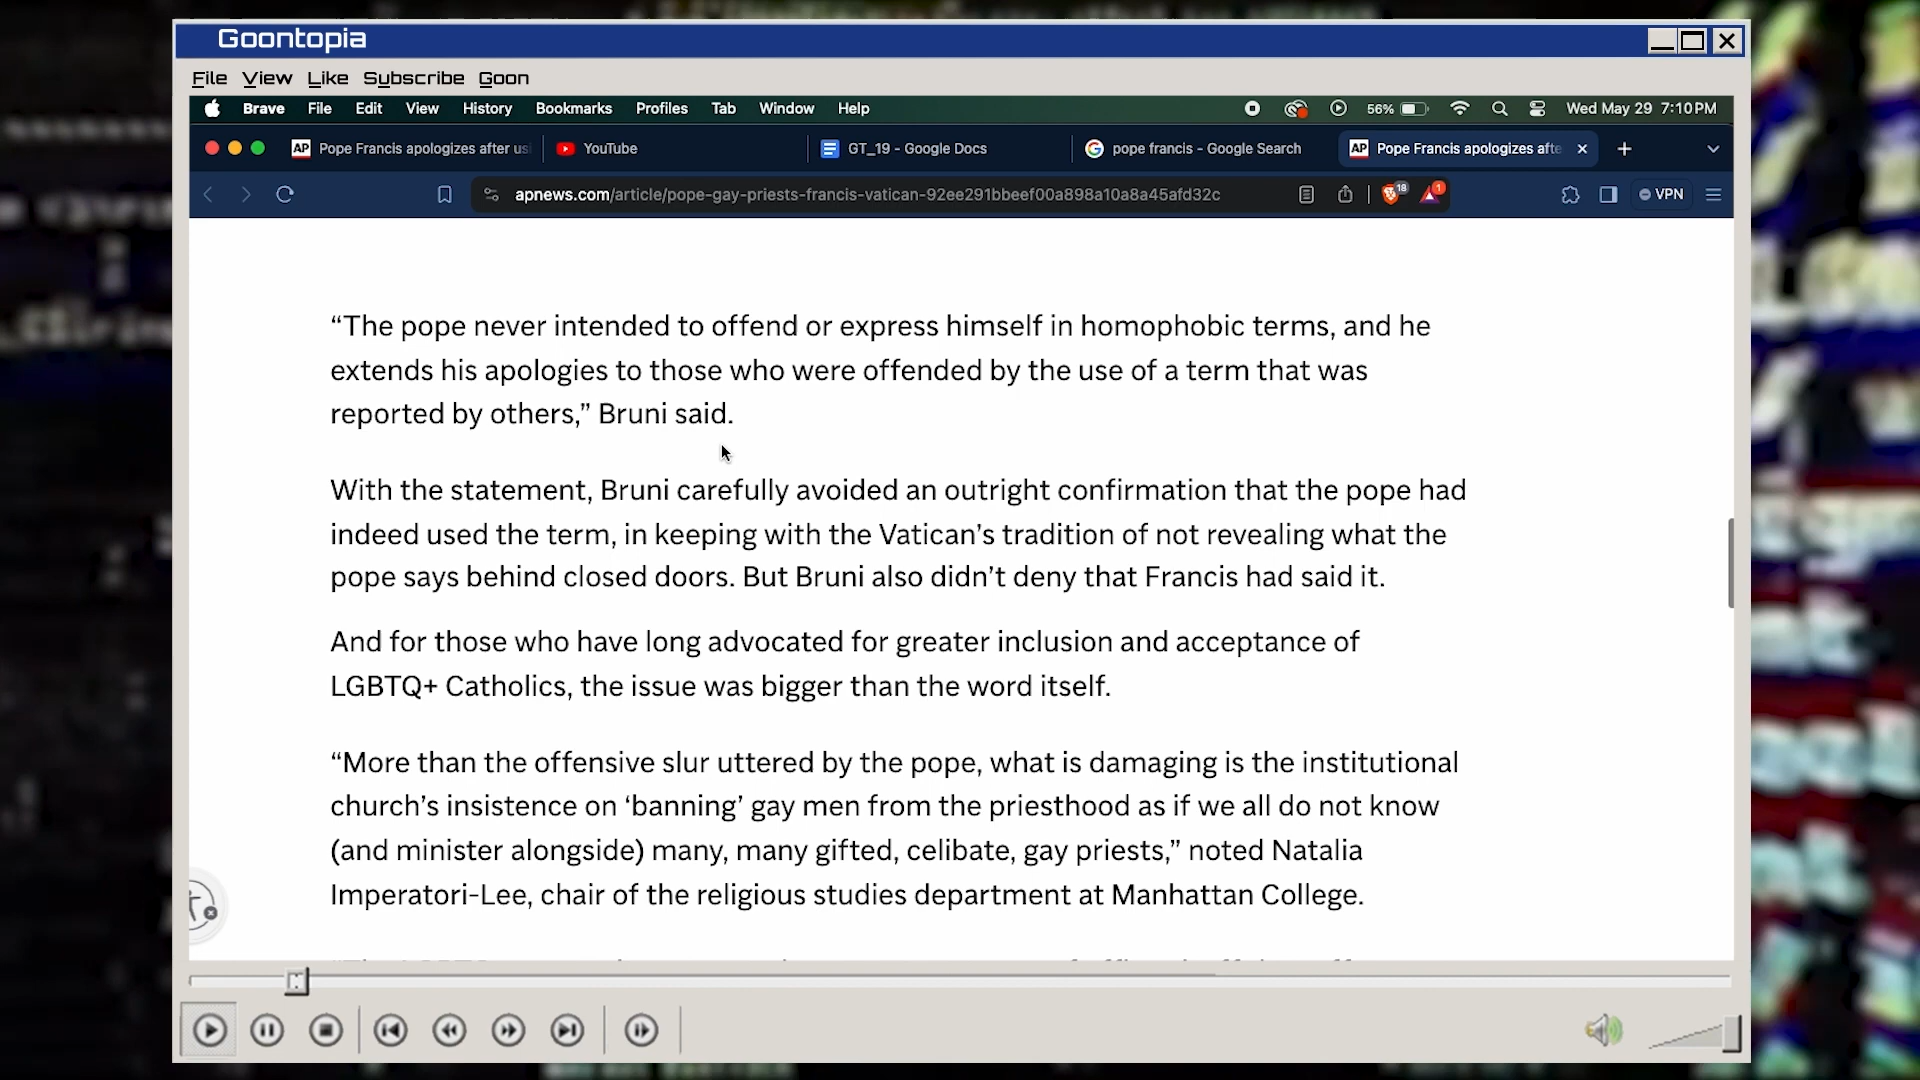 Goontopia
File View Like Subscribe Goon
Brave File Edit View History Bookmarks Profiles Tab Window Help 56% Wed May 29 7:10 PM
AP Pope Francis apologizes after usi YouTube GT_19 - Google Docs pope francis - Google Search AP Pope Francis apologizes afte
apnews.com/article/pope-gay-priests-francis-vatican-92ee291bbeef00a898a10a8a45afd32c 18 1 VPN
“The pope never intended to offend or express himself in homophobic terms, and he
extends his apologies to those who were offended by the use of a term that was
reported by others,” Bruni said.
With the statement, Bruni carefully avoided an outright confirmation that the pope had
indeed used the term, in keeping with the Vatican’s tradition of not revealing what the
pope says behind closed doors. But Bruni also didn’t deny that Francis had said it.
And for those who have long advocated for greater inclusion and acceptance of
LGBTQ+ Catholics, the issue was bigger than the word itself.
“More than the offensive slur uttered by the pope, what is damaging is the institutional
church’s insistence on ‘banning’ gay men from the priesthood as if we all do not know
(and minister alongside) many, many gifted, celibate, gay priests,” noted Natalia
Imperatori-Lee, chair of the religious studies department at Manhattan College.